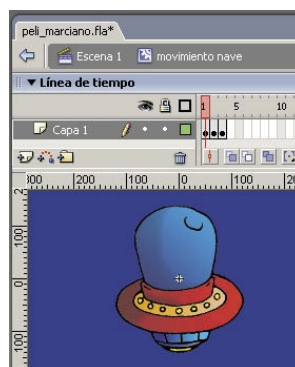 peli_marciano.fla*
Escena 1 movimiento nave
Línea de tiempo
1 5 10
Capa 1
300 200 100 0 100 200
100
0
100